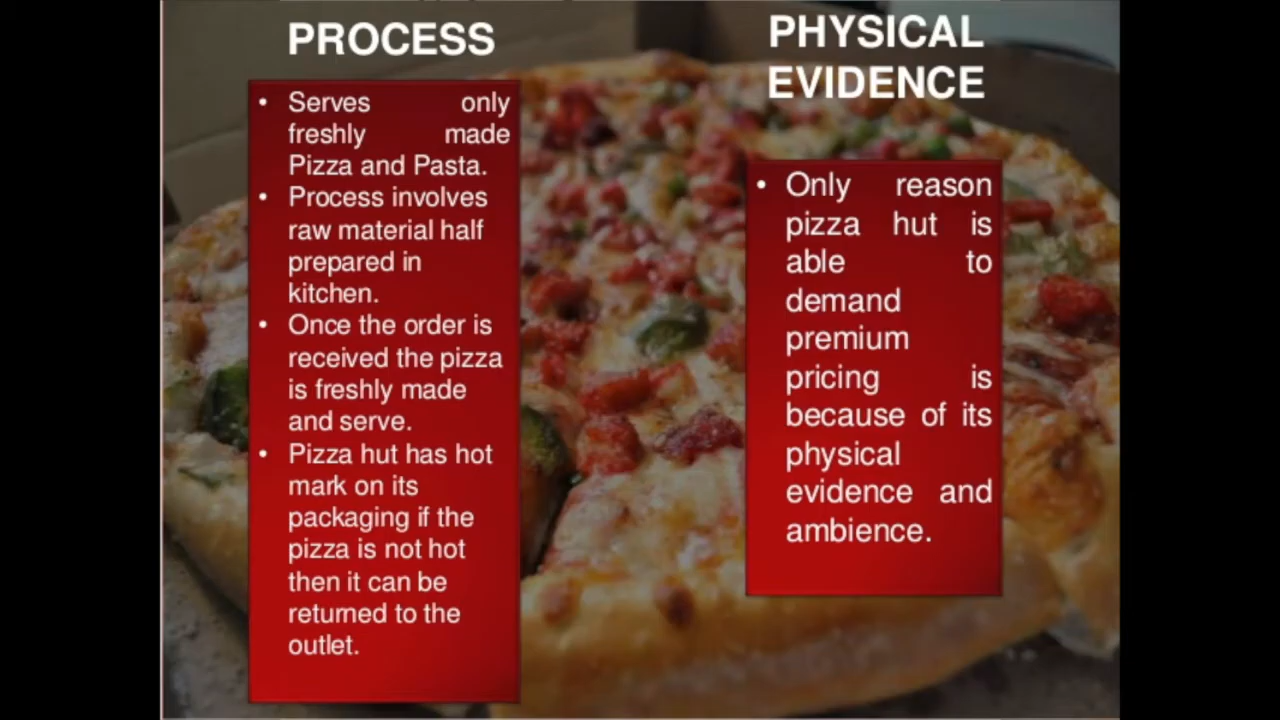 PROCESS
• Serves only
freshly made
Pizza and Pasta.
• Process involves
raw material half
prepared in
kitchen.
• Once the order is
received the pizza
is freshly made
and serve.
• Pizza hut has hot
mark on its
packaging if the
pizza is not hot
then it can be
returned to the
outlet.
PHYSICAL
EVIDENCE
• Only reason
pizza hut is
able to
demand
premium
pricing is
because of its
physical
evidence and
ambience.